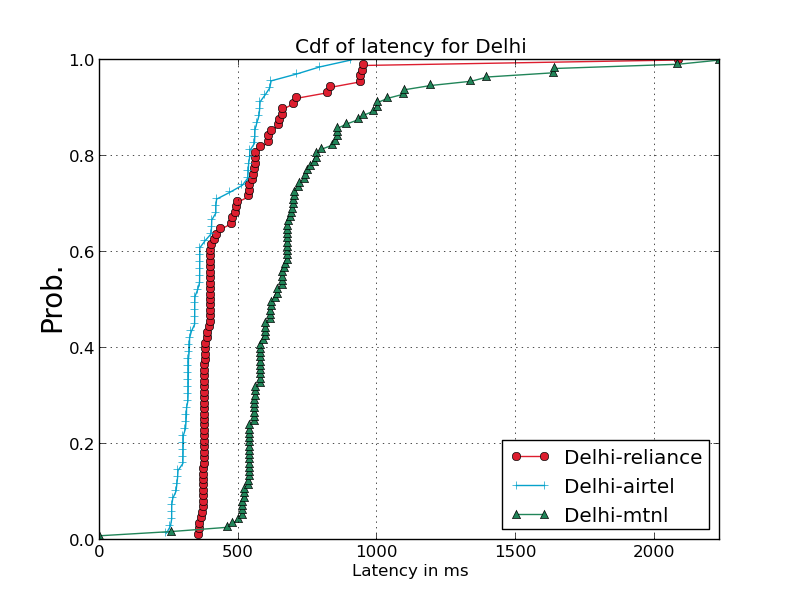 Cdf of latency for Delhi
1.0
0.8
0.6
0.4
0.2
0.0
Prob.
0 500 1000 1500 2000
Latency in ms
Delhi-reliance
Delhi-airtel
Delhi-mtnl